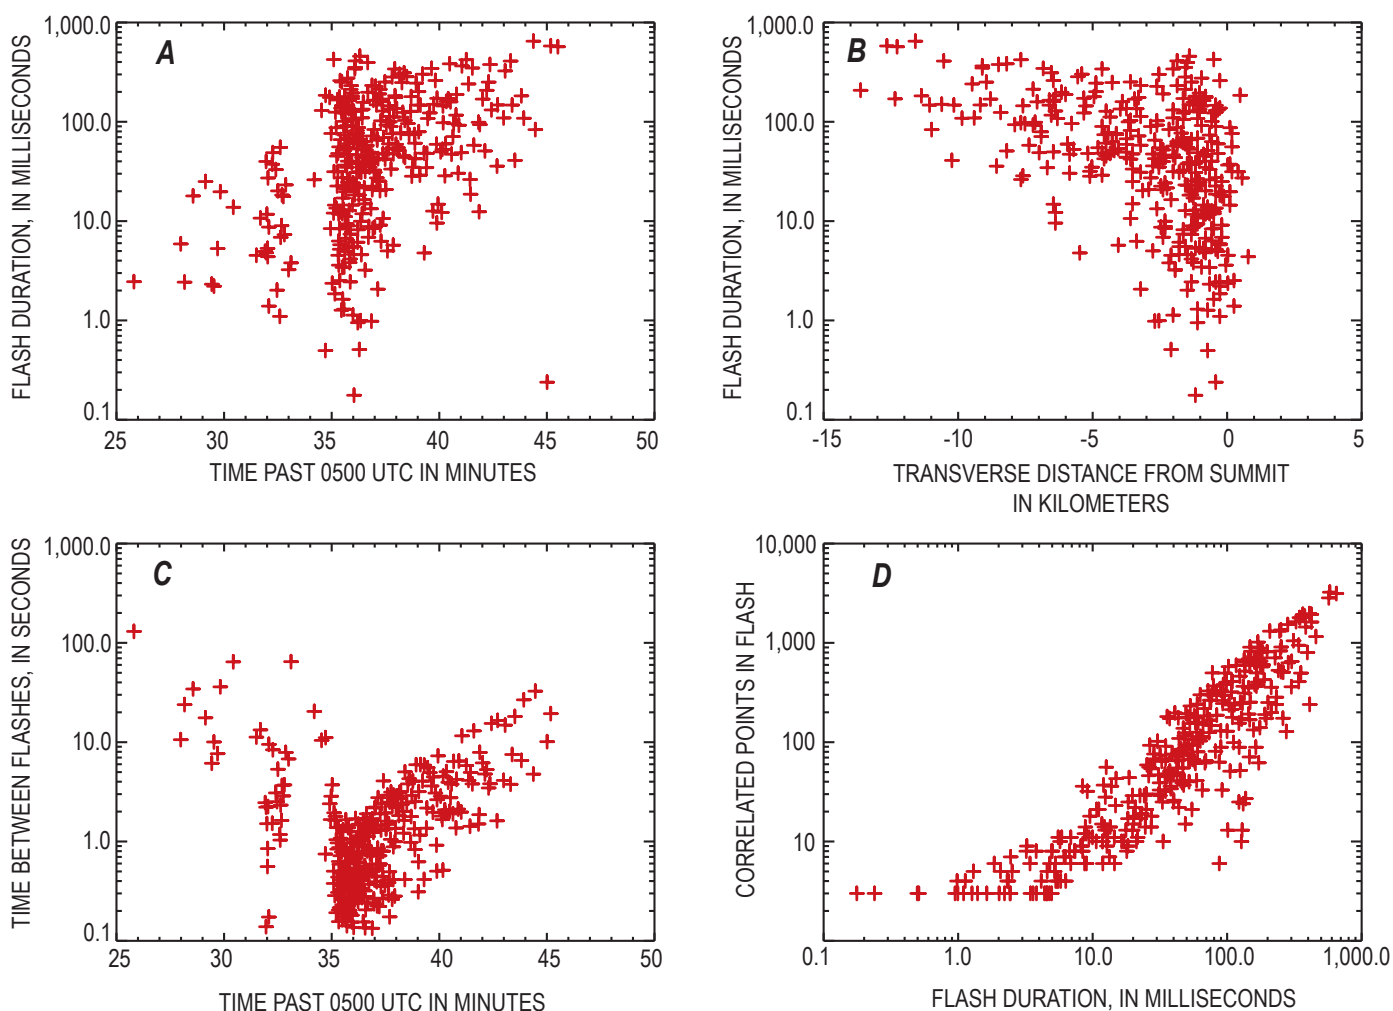 A
FLASH DURATION, IN MILLISECONDS
1,000.0
100.0
10.0
1.0
0.1
25 30 35 40 45 50
TIME PAST 0500 UTC IN MINUTES
B
FLASH DURATION, IN MILLISECONDS
1,000.0
100.0
10.0
1.0
0.1
-15 -10 -5 0 5
TRANSVERSE DISTANCE FROM SUMMIT
IN KILOMETERS
C
TIME BETWEEN FLASHES, IN SECONDS
1,000.0
100.0
10.0
1.0
0.1
25 30 35 40 45 50
TIME PAST 0500 UTC IN MINUTES
D
CORRELATED POINTS IN FLASH
10,000
1,000
100
10
0.1 1.0 10.0 100.0 1,000.0
FLASH DURATION, IN MILLISECONDS